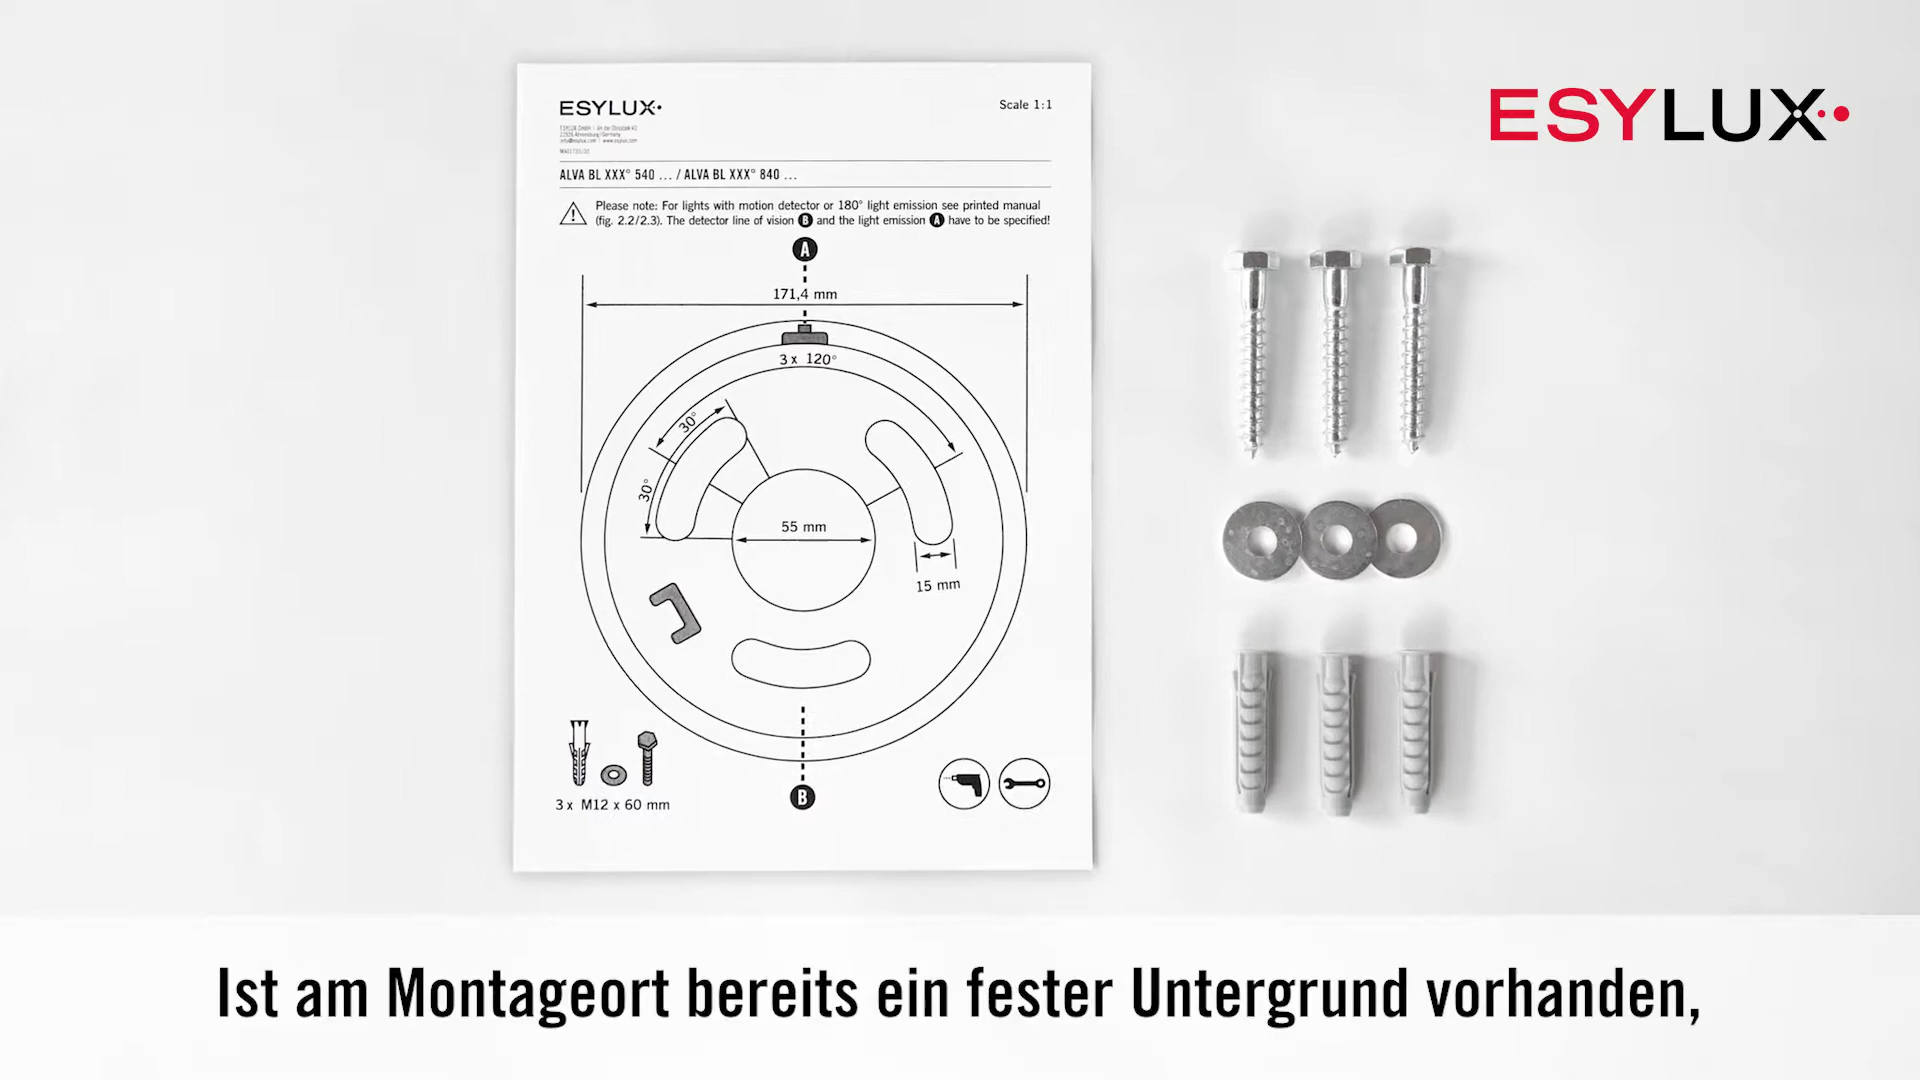 ESYLUX
Scale 1:1
ESYLUX
ALVA BL XXX° 540 ... / ALVA BL XXX° 840 ...
Please note: For lights with motion detector or 180° light emission see printed manual
(fig. 2.2/2.3). The detector line of vision B and the light emission A have to be specified!
A
171,4 mm
3 x 120°
30°
30°
55 mm
15 mm
3 x M12 x 60 mm
B
Ist am Montageort bereits ein fester Untergrund vorhanden,